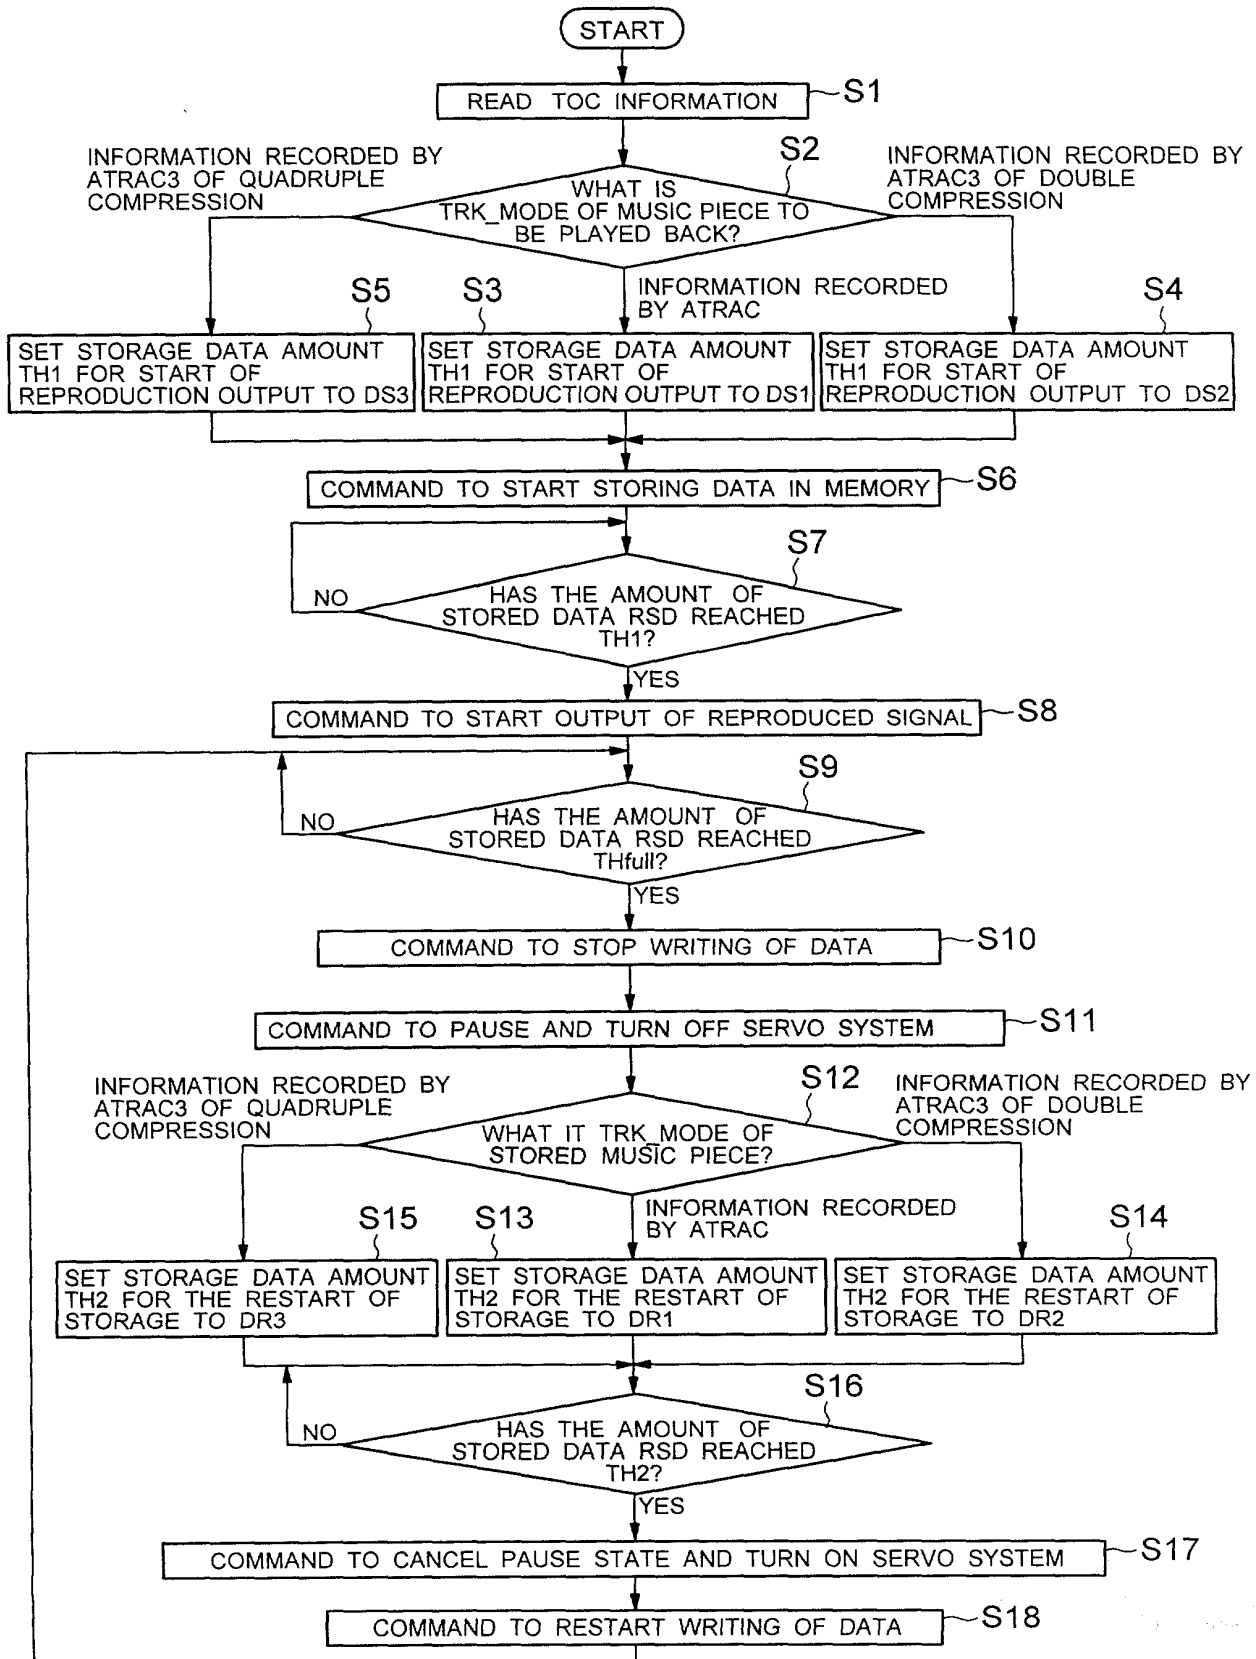 START
READ TOC INFORMATION
S1
INFORMATION RECORDED BY
ATRAC3 OF QUADRUPLE
COMPRESSION
S2
WHAT IS
TRK_MODE OF MUSIC PIECE TO
BE PLAYED BACK?
INFORMATION RECORDED BY
ATRAC3 OF DOUBLE
COMPRESSION
INFORMATION RECORDED
BY ATRAC
S5
SET STORAGE DATA AMOUNT
TH1 FOR START OF
REPRODUCTION OUTPUT TO DS3
S3
SET STORAGE DATA AMOUNT
TH1 FOR START OF
REPRODUCTION OUTPUT TO DS1
S4
SET STORAGE DATA AMOUNT
TH1 FOR START OF
REPRODUCTION OUTPUT TO DS2
COMMAND TO START STORING DATA IN MEMORY
S6
S7
HAS THE AMOUNT OF
STORED DATA RSD REACHED
TH1?
NO
YES
COMMAND TO START OUTPUT OF REPRODUCED SIGNAL
S8
S9
HAS THE AMOUNT OF
STORED DATA RSD REACHED
THfull?
NO
YES
COMMAND TO STOP WRITING OF DATA
S10
COMMAND TO PAUSE AND TURN OFF SERVO SYSTEM
S11
INFORMATION RECORDED BY
ATRAC3 OF QUADRUPLE
COMPRESSION
S12
WHAT IT TRK_MODE OF
STORED MUSIC PIECE?
INFORMATION RECORDED BY
ATRAC3 OF DOUBLE
COMPRESSION
INFORMATION RECORDED
BY ATRAC
S15
SET STORAGE DATA AMOUNT
TH2 FOR THE RESTART OF
STORAGE TO DR3
S13
SET STORAGE DATA AMOUNT
TH2 FOR THE RESTART OF
STORAGE TO DR1
S14
SET STORAGE DATA AMOUNT
TH2 FOR THE RESTART OF
STORAGE TO DR2
S16
HAS THE AMOUNT OF
STORED DATA RSD REACHED
TH2?
NO
YES
COMMAND TO CANCEL PAUSE STATE AND TURN ON SERVO SYSTEM
S17
COMMAND TO RESTART WRITING OF DATA
S18